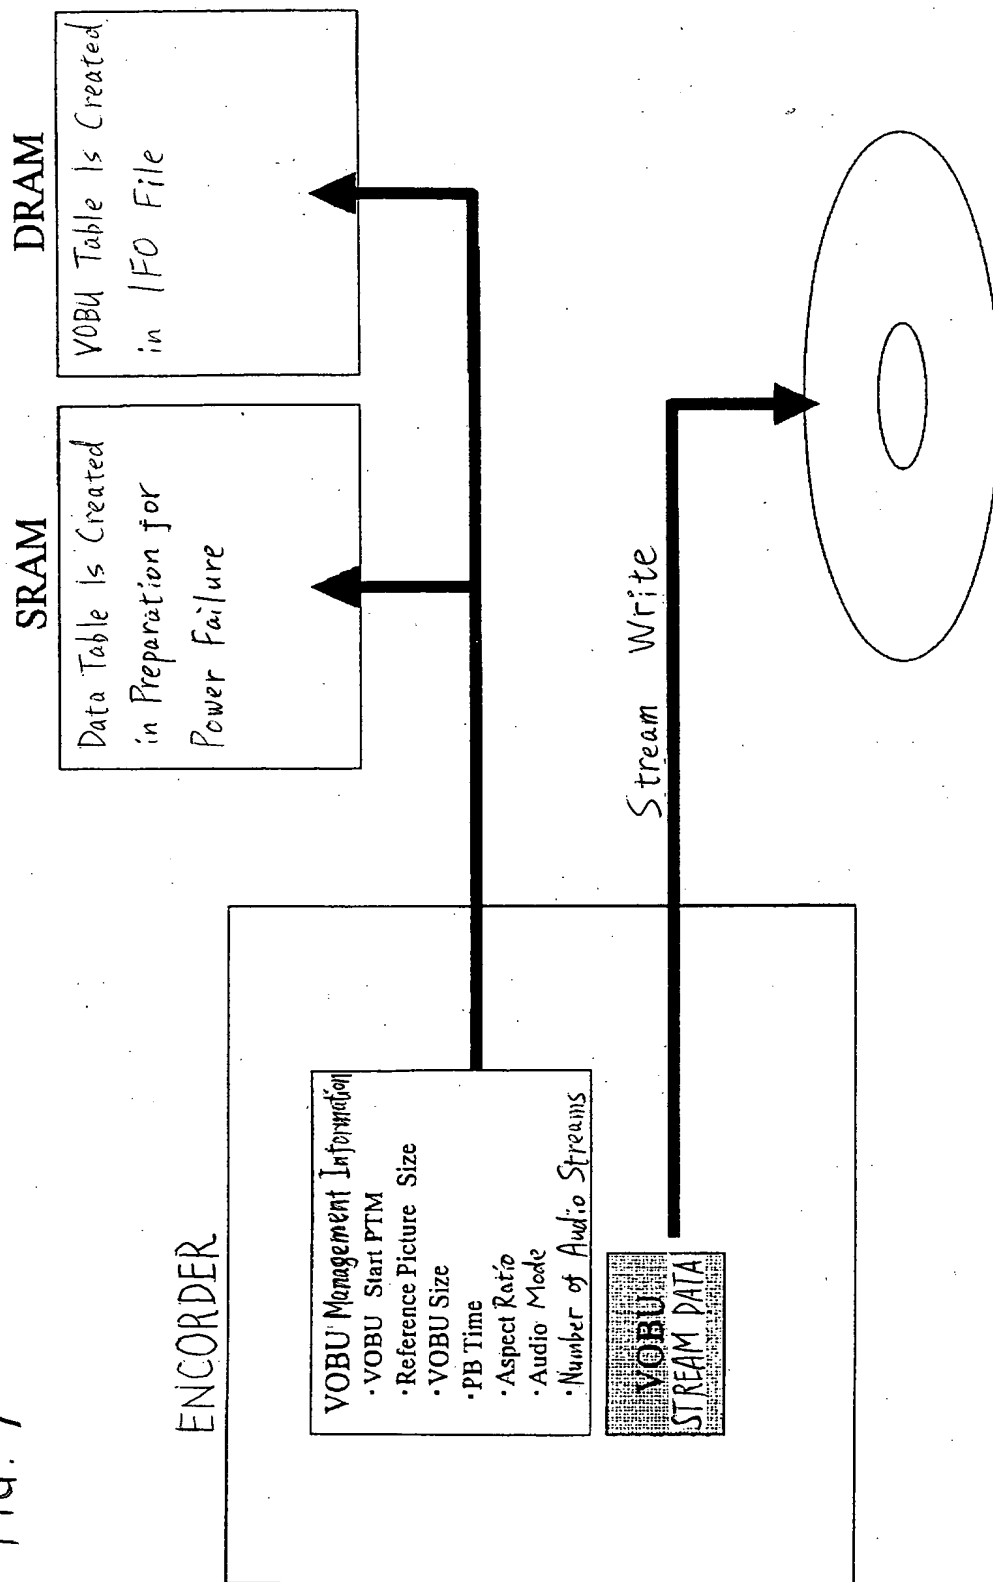 FIG. 7
ENCORDER
VOBU Management Information
· VOBU Start PTM
· Reference Picture Size
· VOBU Size
· PB Time
· Aspect Ratio
· Audio Mode
· Number of Audio Streams
VOBU
STREAM DATA
SRAM
Data Table Is Created
in Preparation for
Power Failure
DRAM
VOBU Table Is Created
in IFO File
Stream Write